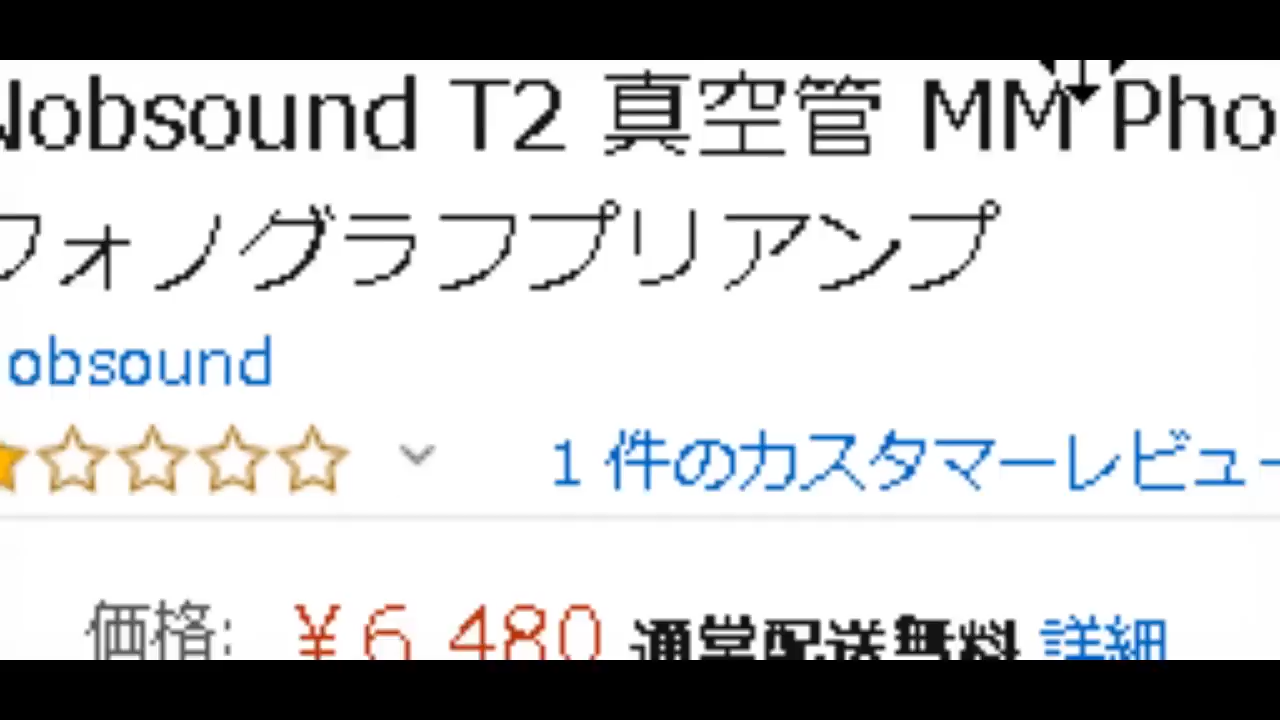 Nobsound T2 真空管 MM Pho
フォノグラフプリアンプ
obsound
1 件のカスタマーレビュー
価格: ¥ 6,480 通常配送無料 詳細